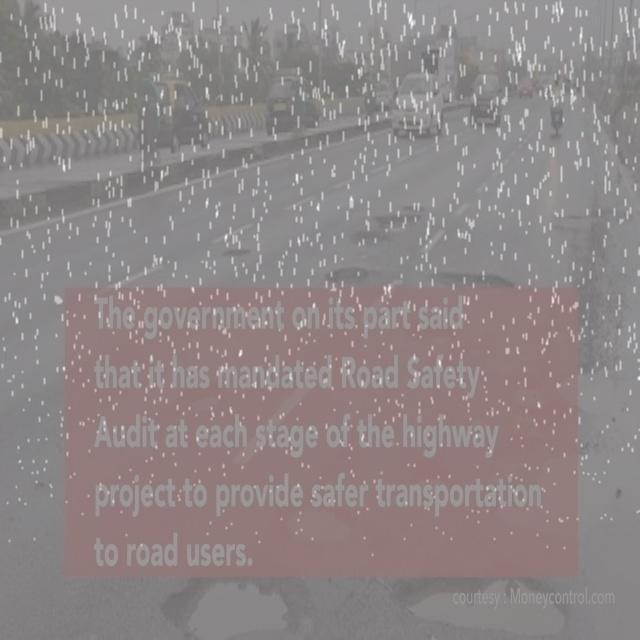 The government on its part said
that it has mandated Road Safety
Audit at each stage of the highway
project to provide safer transportation
to road users.
courtesy : Moneycontrol.com